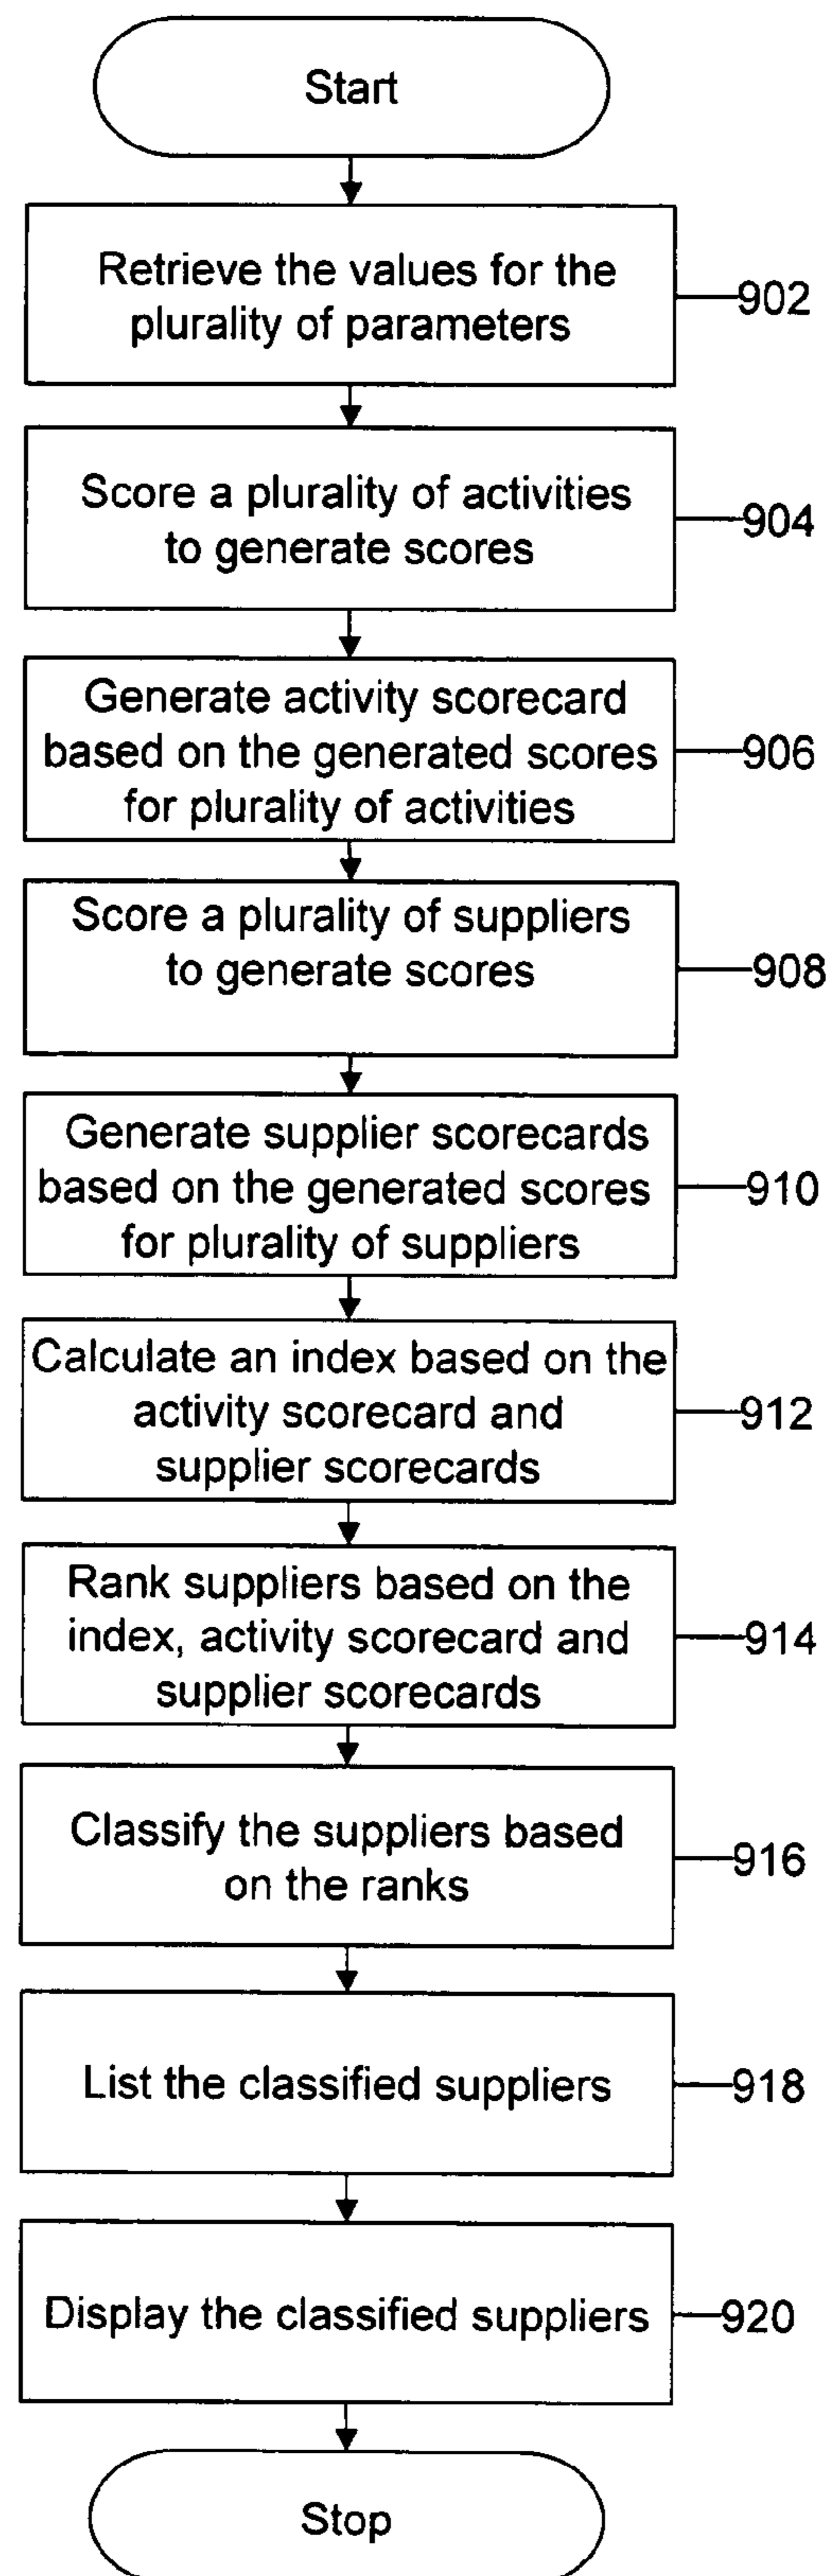 Start
Retrieve the values for the
plurality of parameters
902
Score a plurality of activities
to generate scores
904
Generate activity scorecard
based on the generated scores
for plurality of activities
906
Score a plurality of suppliers
to generate scores
908
Generate supplier scorecards
based on the generated scores
for plurality of suppliers
910
Calculate an index based on the
activity scorecard and
supplier scorecards
912
Rank suppliers based on the
index, activity scorecard and
supplier scorecards
914
Classify the suppliers based
on the ranks
916
List the classified suppliers
918
Display the classified suppliers
920
Stop